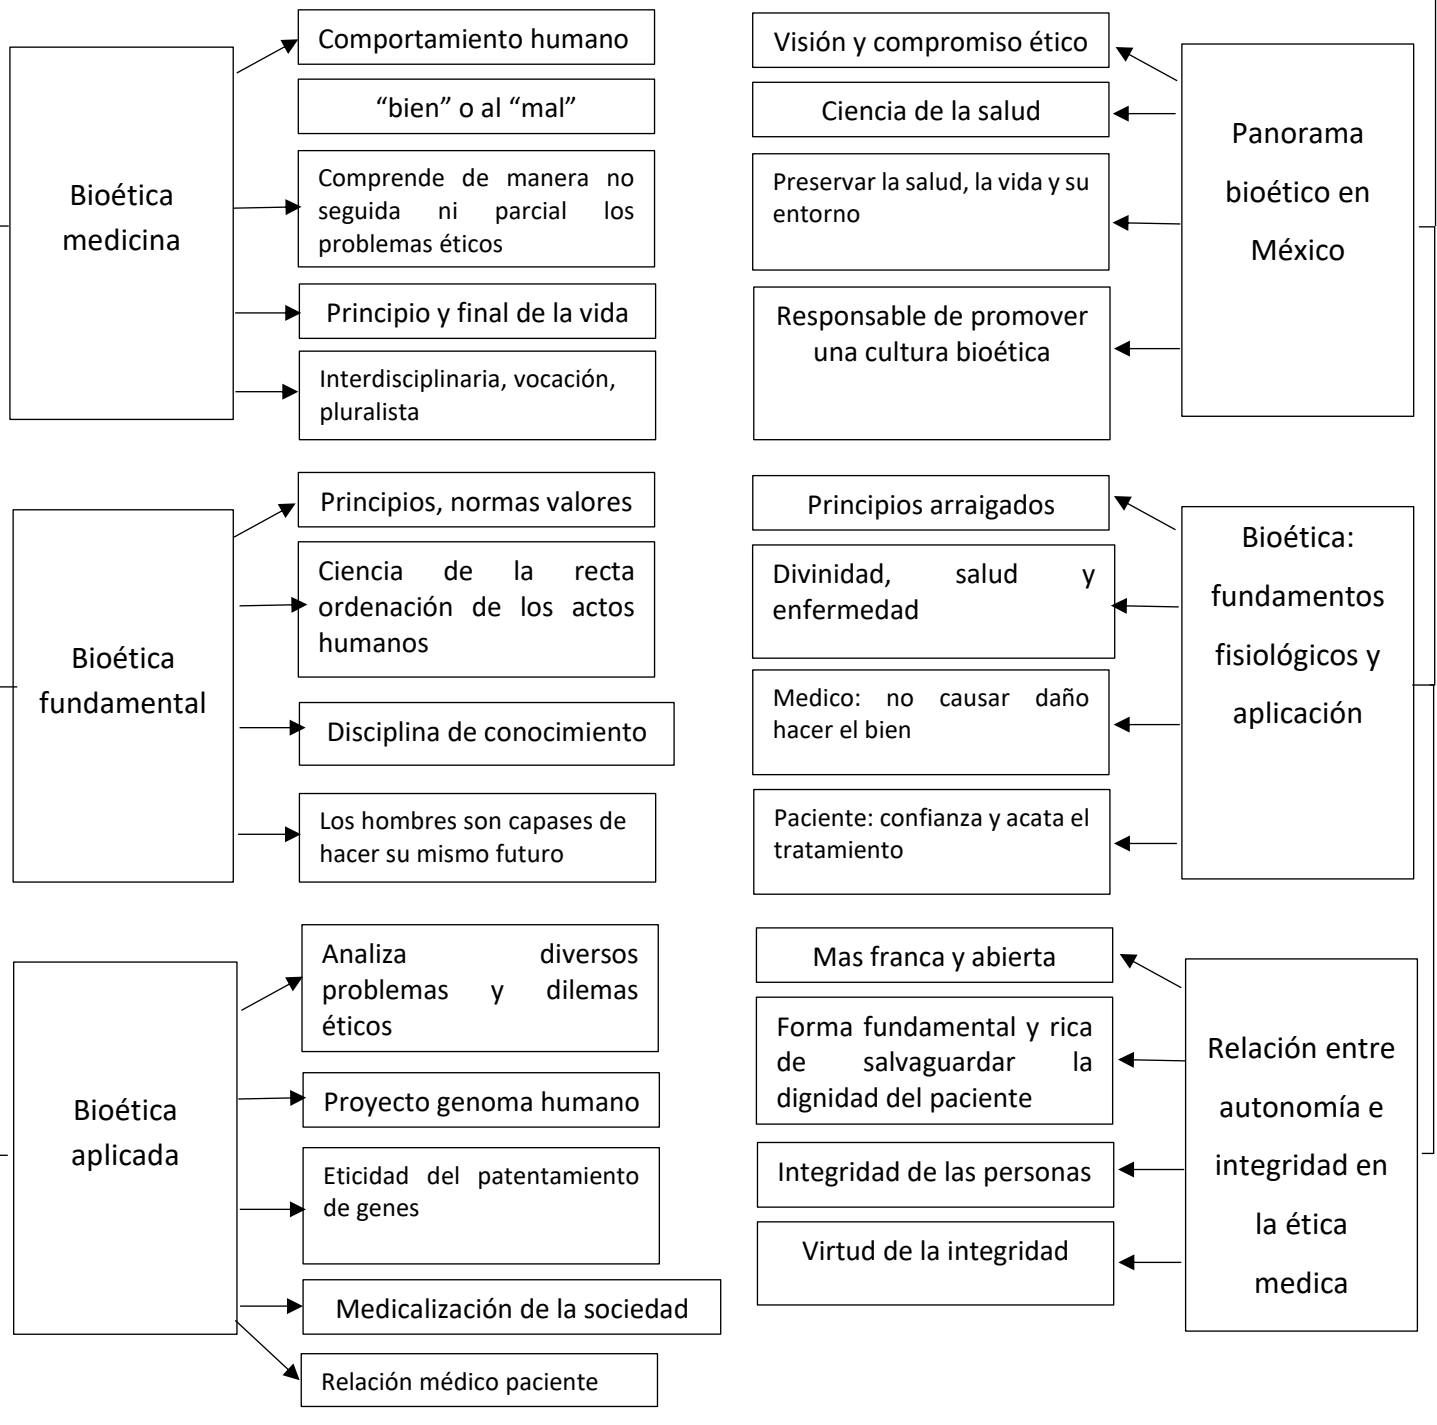 Bioética
medicina
Comportamiento humano
“bien” o al “mal”
Comprende de manera no
seguida ni parcial los
problemas éticos
Principio y final de la vida
Interdisciplinaria, vocación,
pluralista
Bioética
fundamental
Principios, normas valores
Ciencia de la recta
ordenación de los actos
humanos
Disciplina de conocimiento
Los hombres son capases de
hacer su mismo futuro
Bioética
aplicada
Analiza diversos
problemas y dilemas
éticos
Proyecto genoma humano
Eticidad del patentamiento
de genes
Medicalización de la sociedad
Relación médico paciente
Panorama
bioético en
México
Visión y compromiso ético
Ciencia de la salud
Preservar la salud, la vida y su
entorno
Responsable de promover
una cultura bioética
Bioética:
fundamentos
fisiológicos y
aplicación
Principios arraigados
Divinidad, salud y
enfermedad
Medico: no causar daño
hacer el bien
Paciente: confianza y acata el
tratamiento
Relación entre
autonomía e
integridad en
la ética
medica
Mas franca y abierta
Forma fundamental y rica
de salvaguardar la
dignidad del paciente
Integridad de las personas
Virtud de la integridad